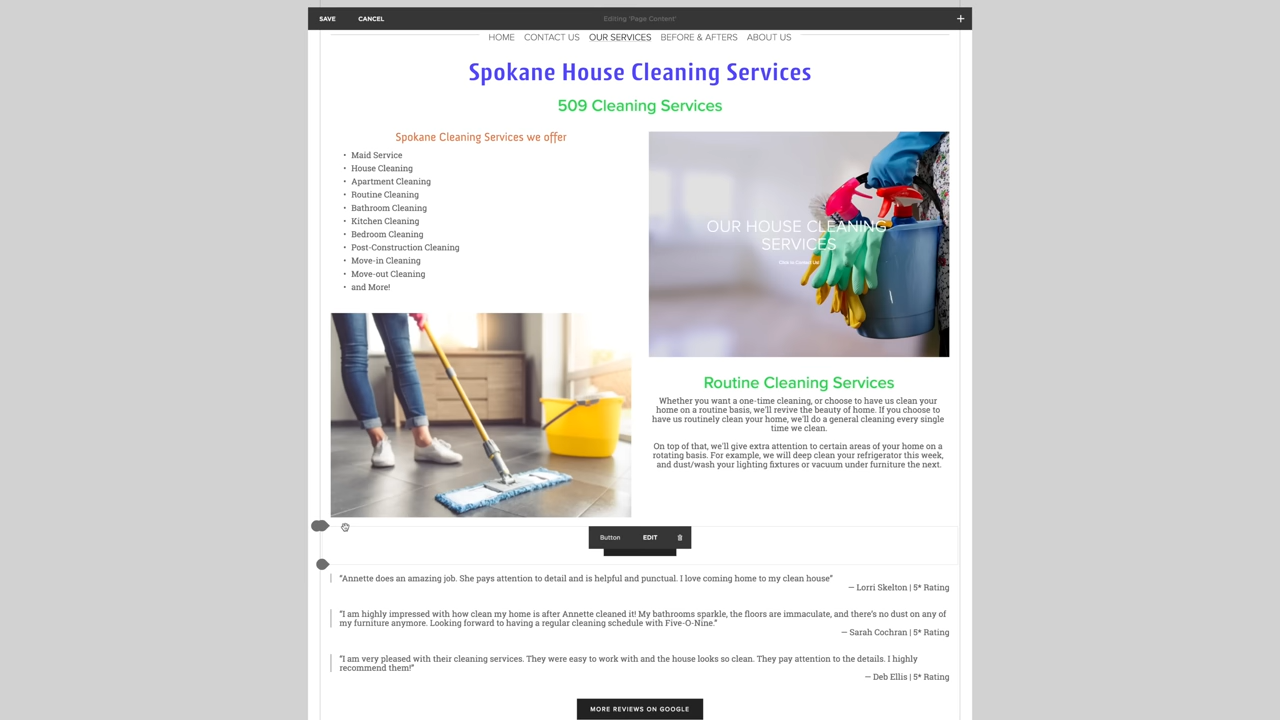 SAVE CANCEL Editing 'Page Content' +
HOME CONTACT US OUR SERVICES BEFORE & AFTERS ABOUT US
Spokane House Cleaning Services
509 Cleaning Services
Spokane Cleaning Services we offer
• Maid Service
• House Cleaning
• Apartment Cleaning
• Routine Cleaning
• Bathroom Cleaning
• Kitchen Cleaning
• Bedroom Cleaning
• Post-Construction Cleaning
• Move-in Cleaning
• Move-out Cleaning
• and More!
OUR HOUSE CLEANING
SERVICES
Click to Contact Us!
Routine Cleaning Services
Whether you want a one-time cleaning, or choose to have us clean your
home on a routine basis, we'll revive the beauty of home. If you choose to
have us routinely clean your home, we'll do a general cleaning every single
time we clean.
On top of that, we'll give extra attention to certain areas of your home on a
rotating basis. For example, we will deep clean your refrigerator this week,
and dust/wash your lighting fixtures or vacuum under furniture the next.
Button EDIT
“Annette does an amazing job. She pays attention to detail and is helpful and punctual. I love coming home to my clean house”
— Lorri Skelton | 5* Rating
“I am highly impressed with how clean my home is after Annette cleaned it! My bathrooms sparkle, the floors are immaculate, and there's no dust on any of
my furniture anymore. Looking forward to having a regular cleaning schedule with Five-O-Nine.”
— Sarah Cochran | 5* Rating
“I am very pleased with their cleaning services. They were easy to work with and the house looks so clean. They pay attention to the details. I highly
recommend them!”
— Deb Ellis | 5* Rating
MORE REVIEWS ON GOOGLE